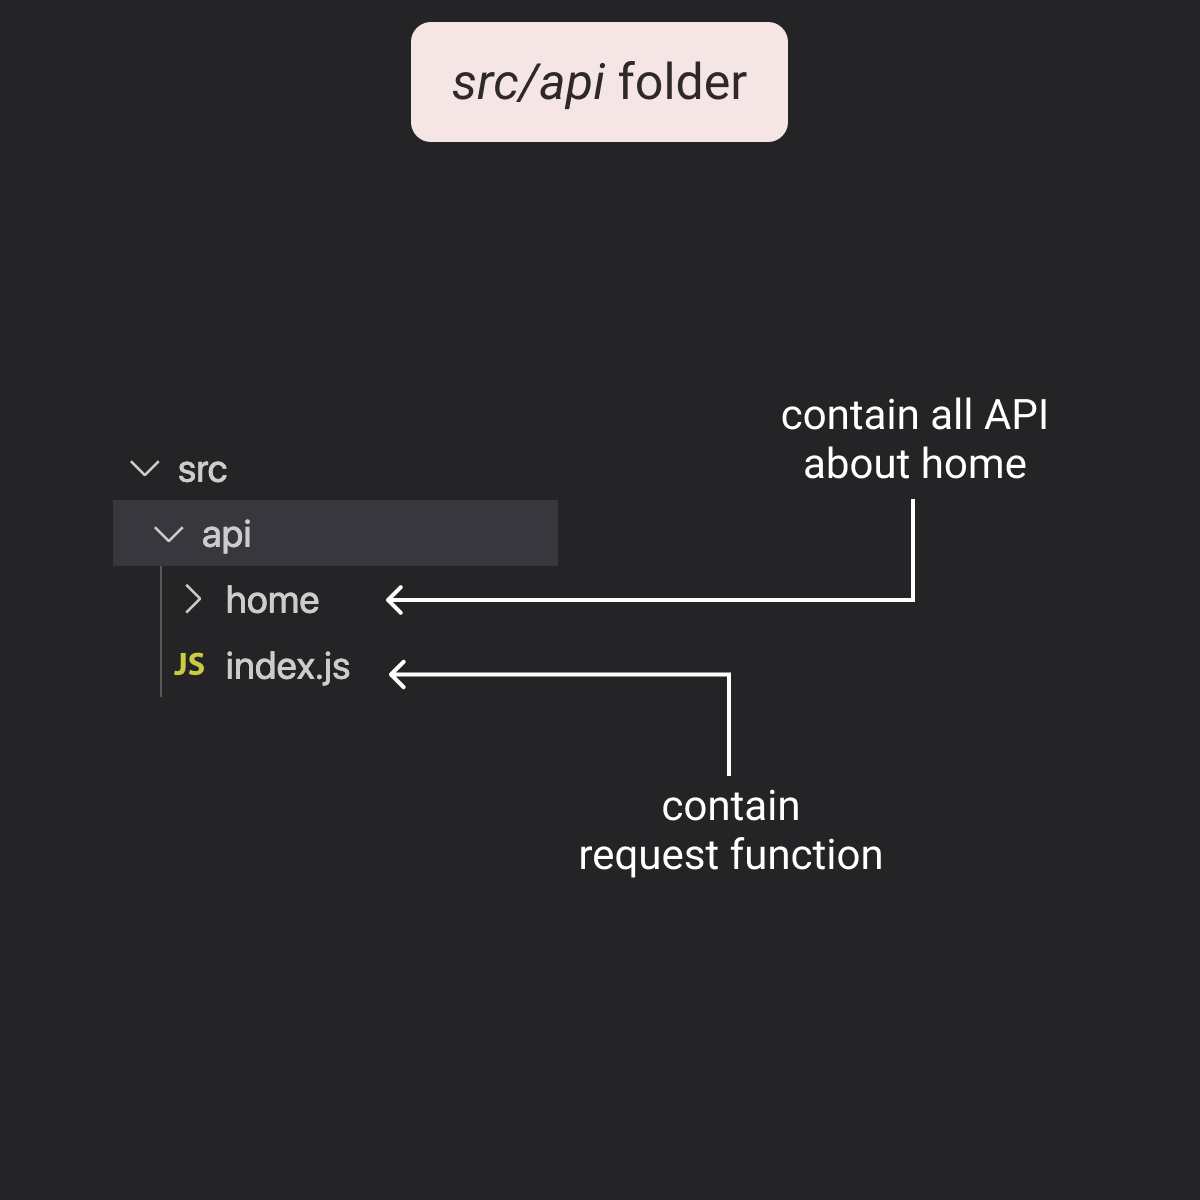 src/api folder
contain all API
about home
src
api
home
JS index.js
contain
request function